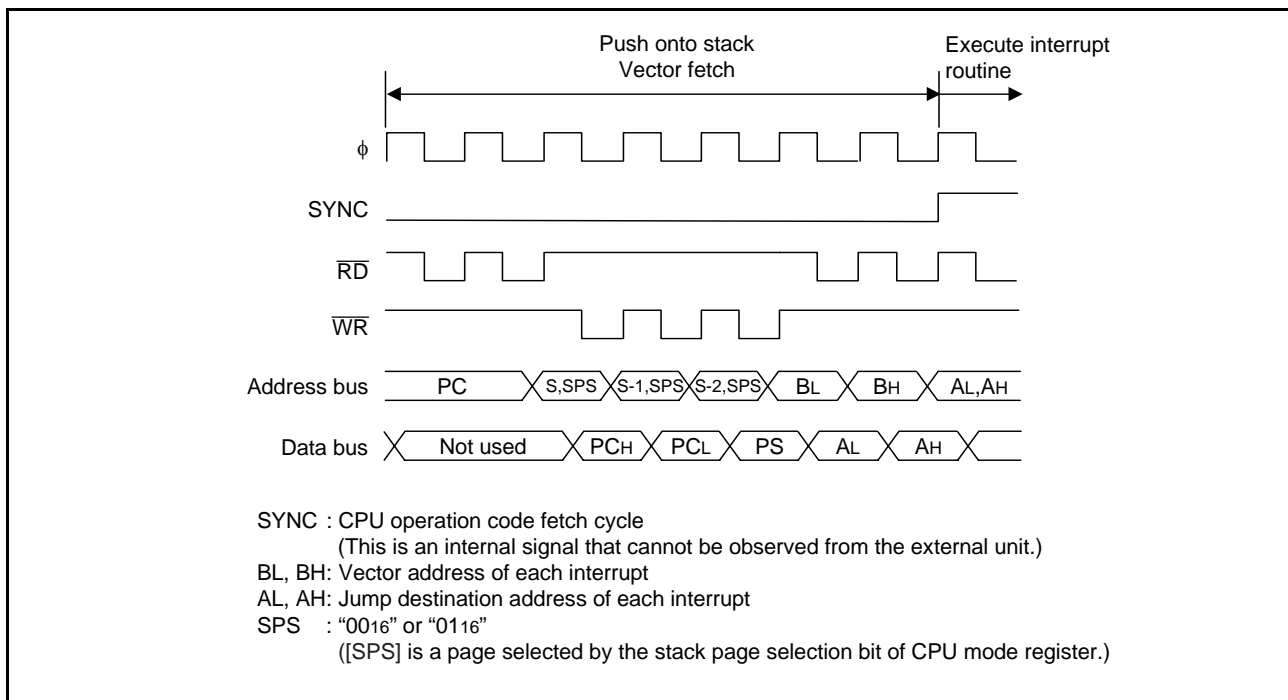 Push onto stack
Vector fetch
Execute interrupt
routine
ϕ
SYNC
RD
WR
Address bus PC S,SPS S-1,SPS S-2,SPS BL BH AL,AH
Data bus Not used PCH PCL PS AL AH
SYNC : CPU operation code fetch cycle
(This is an internal signal that cannot be observed from the external unit.)
BL, BH: Vector address of each interrupt
AL, AH: Jump destination address of each interrupt
SPS : “0016” or “0116”
([SPS] is a page selected by the stack page selection bit of CPU mode register.)